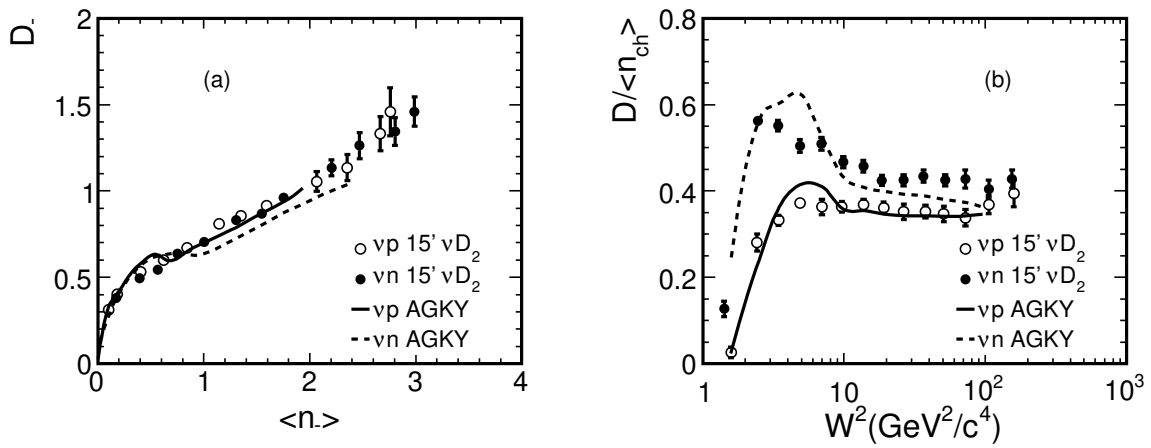 D-
2
1.5
1
0.5
0
0 1 2 3 4
<n->
(a)
νp 15' νD2
νn 15' νD2
νp AGKY
νn AGKY
D/<nch>
0.8
0.6
0.4
0.2
0
1 10 10^2 10^3
W^2(GeV^2/c^4)
(b)
νp 15' νD2
νn 15' νD2
νp AGKY
νn AGKY